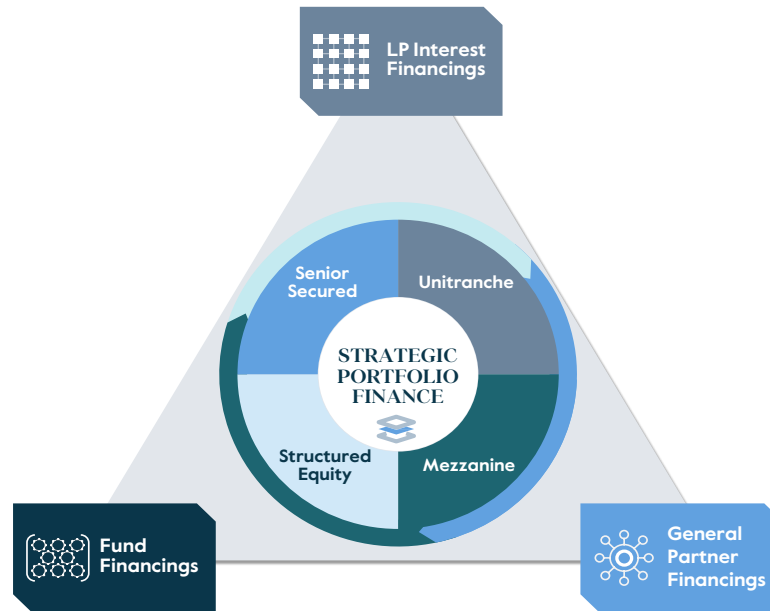 LP Interest
Financings
Senior
Secured
Unitranche
STRATEGIC
PORTFOLIO
FINANCE
Structured
Equity
Mezzanine
Fund
Financings
General
Partner
Financings